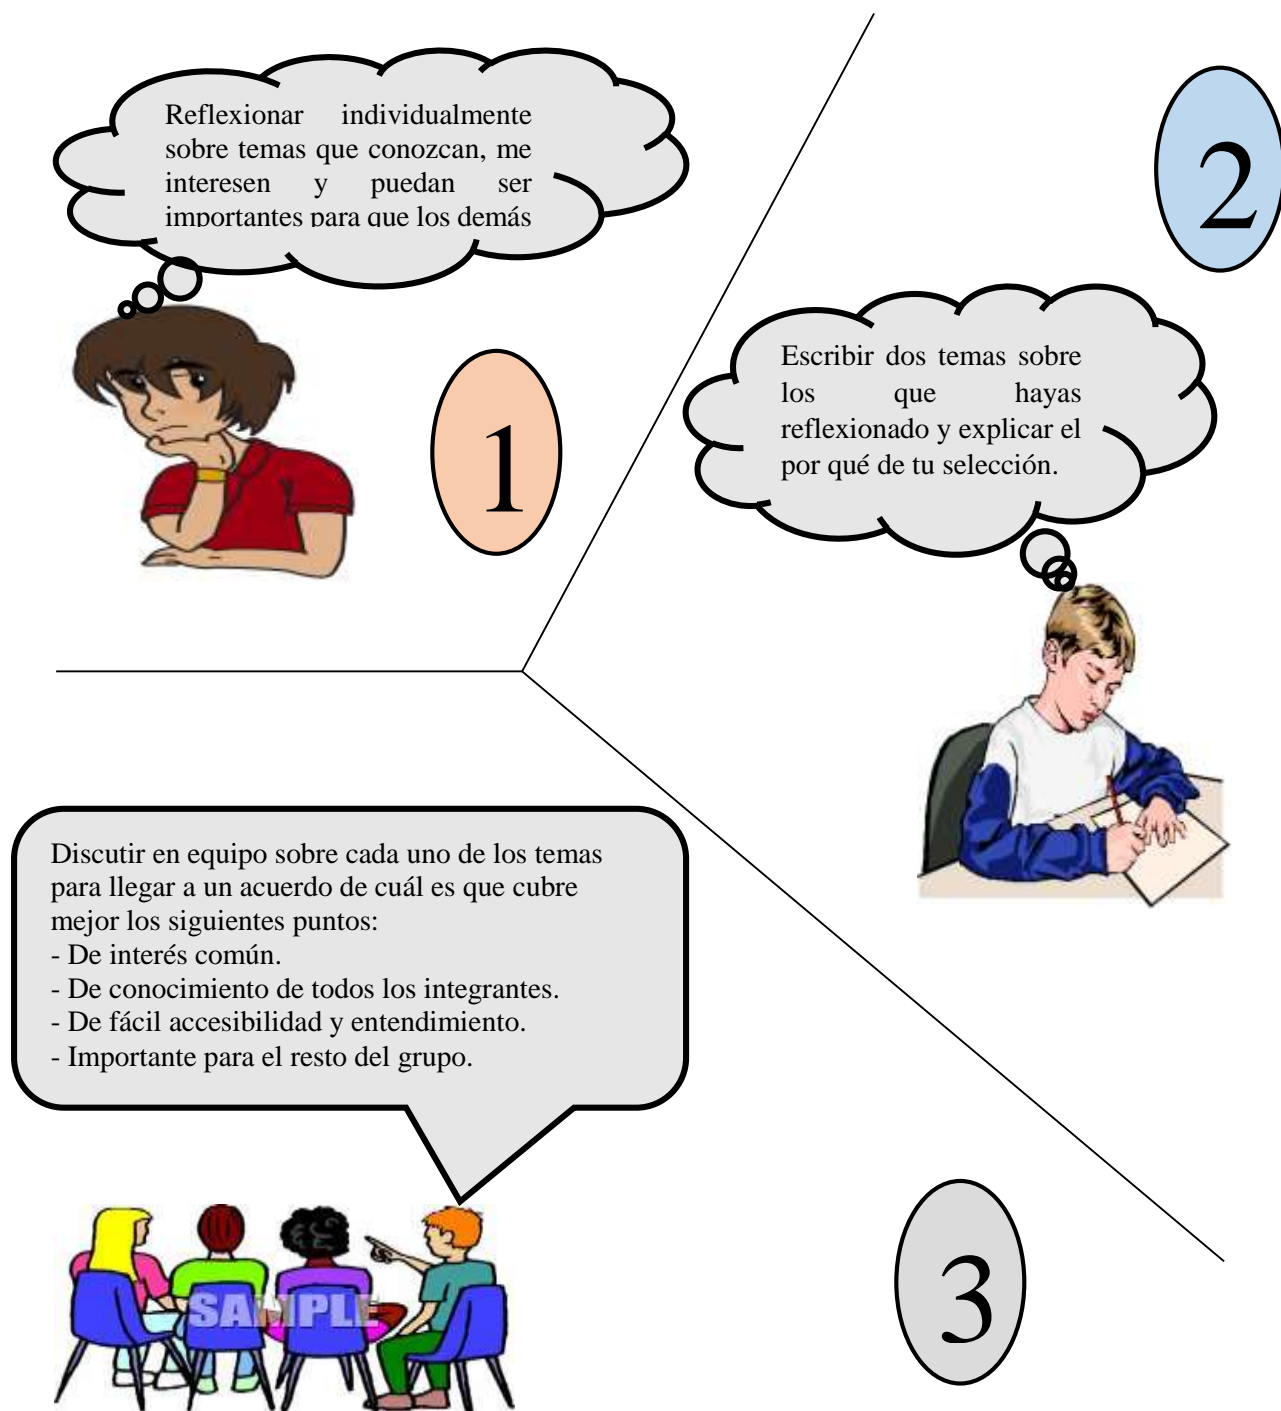 Reflexionar individualmente
sobre temas que conozcan, me
interesen y puedan ser
importantes para que los demás
1
2
Escribir dos temas sobre
los que hayas
reflexionado y explicar el
por qué de tu selección.
Discutir en equipo sobre cada uno de los temas
para llegar a un acuerdo de cuál es que cubre
mejor los siguientes puntos:
- De interés común.
- De conocimiento de todos los integrantes.
- De fácil accesibilidad y entendimiento.
- Importante para el resto del grupo.
SAMPLE
3